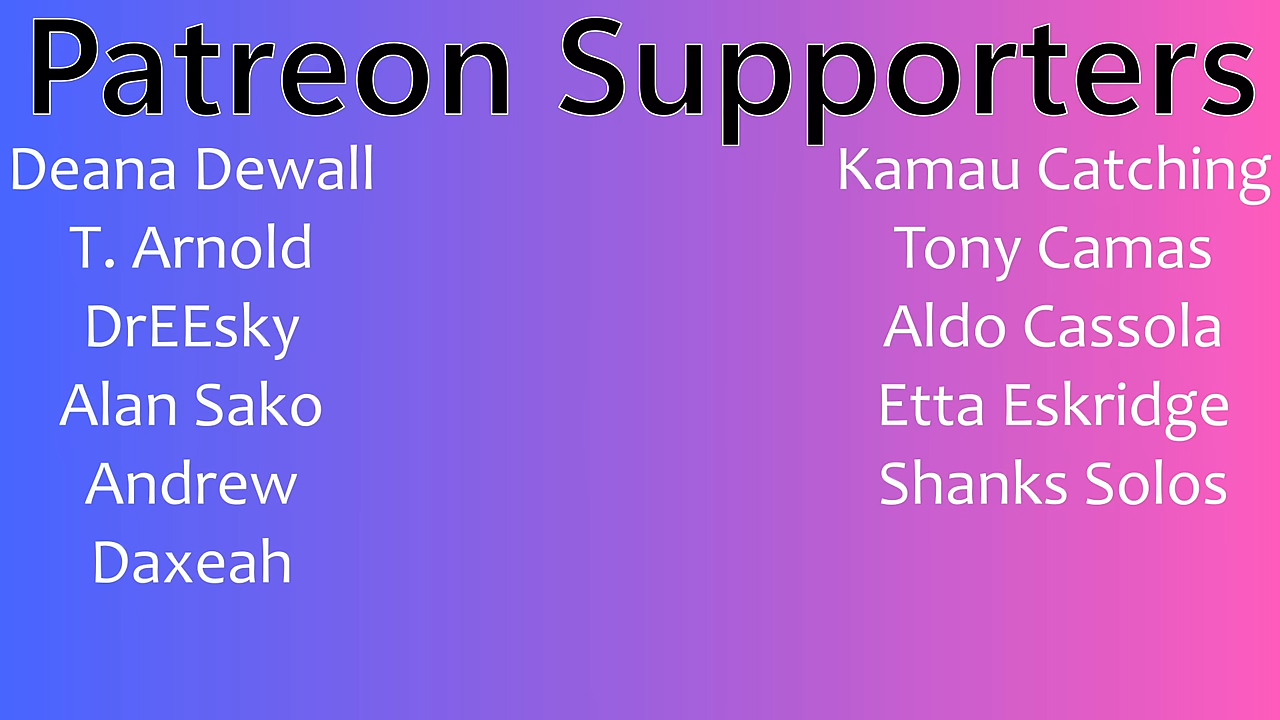 Patreon Supporters
Deana Dewall
T. Arnold
DrEEsky
Alan Sako
Andrew
Daxeah
Kamau Catching
Tony Camas
Aldo Cassola
Etta Eskridge
Shanks Solos